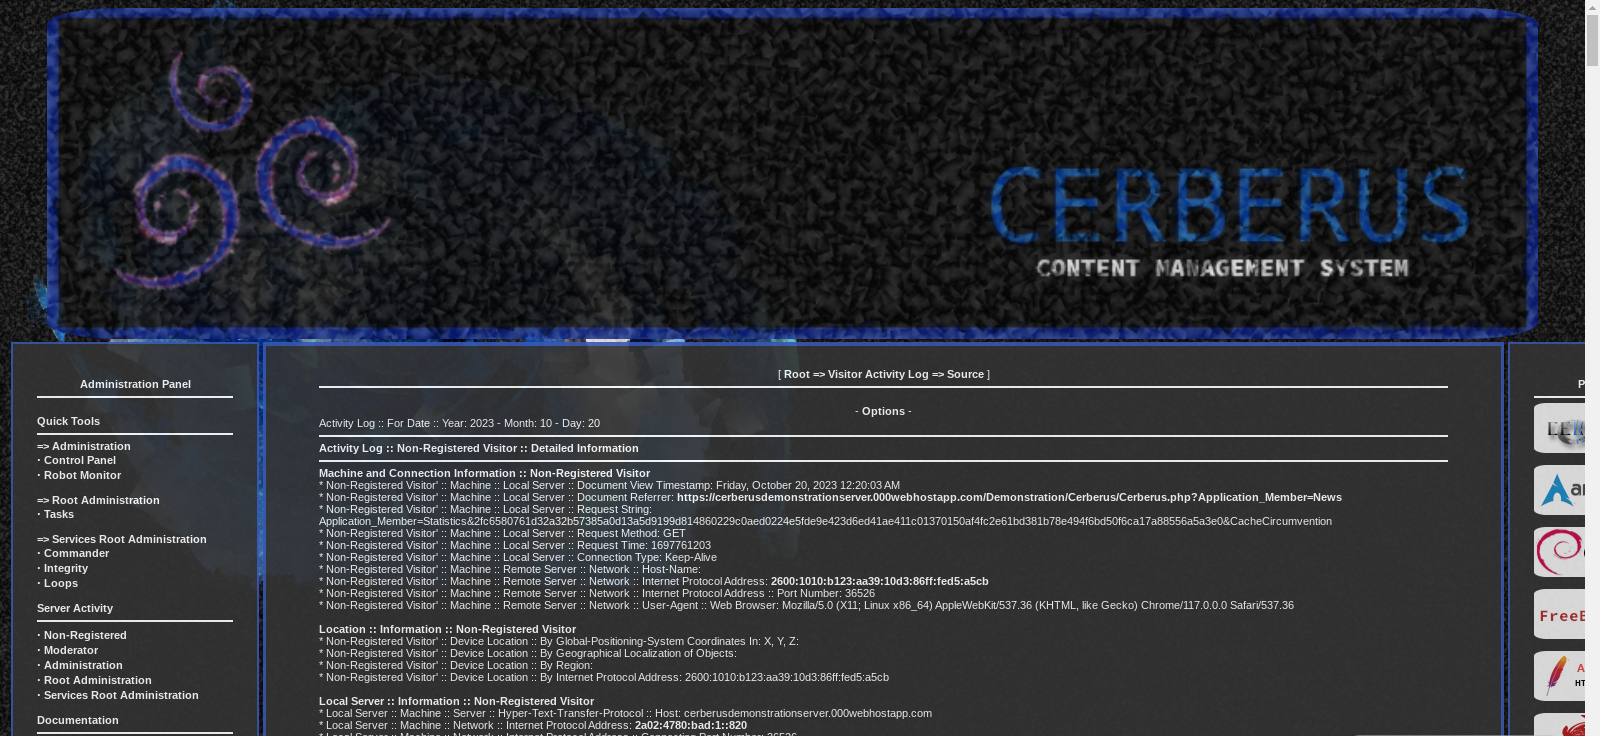 CERBERUS
CONTENT MANAGEMENT SYSTEM
Administration Panel
Quick Tools
=> Administration
· Control Panel
· Robot Monitor
=> Root Administration
· Tasks
=> Services Root Administration
· Commander
· Integrity
· Loops
Server Activity
· Non-Registered
· Moderator
· Administration
· Root Administration
· Services Root Administration
Documentation
[ Root => Visitor Activity Log => Source ]
- Options -
Activity Log :: For Date :: Year: 2023 - Month: 10 - Day: 20
Activity Log :: Non-Registered Visitor :: Detailed Information
Machine and Connection Information :: Non-Registered Visitor
* Non-Registered Visitor' :: Machine :: Local Server :: Document View Timestamp: Friday, October 20, 2023 12:20:03 AM
* Non-Registered Visitor' :: Machine :: Local Server :: Document Referrer: https://cerberusdemonstrationserver.000webhostapp.com/Demonstration/Cerberus/Cerberus.php?Application_Member=News
* Non-Registered Visitor' :: Machine :: Local Server :: Request String:
Application_Member=Statistics&2fc6580761d32a32b57385a0d13a5d9199d814860229c0aed0224e5fde9e423d6ed41ae411c01370150af4fc2e61bd381b78e494f6bd50f6ca17a88556a5a3e0&CacheCircumvention
* Non-Registered Visitor' :: Machine :: Local Server :: Request Method: GET
* Non-Registered Visitor' :: Machine :: Local Server :: Request Time: 1697761203
* Non-Registered Visitor' :: Machine :: Local Server :: Connection Type: Keep-Alive
* Non-Registered Visitor' :: Machine :: Remote Server :: Network :: Host-Name:
* Non-Registered Visitor' :: Machine :: Remote Server :: Network :: Internet Protocol Address: 2600:1010:b123:aa39:10d3:86ff:fed5:a5cb
* Non-Registered Visitor' :: Machine :: Remote Server :: Network :: Internet Protocol Address :: Port Number: 36526
* Non-Registered Visitor' :: Machine :: Remote Server :: Network :: User-Agent :: Web Browser: Mozilla/5.0 (X11; Linux x86_64) AppleWebKit/537.36 (KHTML, like Gecko) Chrome/117.0.0.0 Safari/537.36
Location :: Information :: Non-Registered Visitor
* Non-Registered Visitor' :: Device Location :: By Global-Positioning-System Coordinates In: X, Y, Z:
* Non-Registered Visitor' :: Device Location :: By Geographical Localization of Objects:
* Non-Registered Visitor' :: Device Location :: By Region:
* Non-Registered Visitor' :: Device Location :: By Internet Protocol Address: 2600:1010:b123:aa39:10d3:86ff:fed5:a5cb
Local Server :: Information :: Non-Registered Visitor
* Local Server :: Machine :: Server :: Hyper-Text-Transfer-Protocol :: Host: cerberusdemonstrationserver.000webhostapp.com
* Local Server :: Machine :: Network :: Internet Protocol Address: 2a02:4780:bad:1::820
* Local Server :: Machine :: Network :: Internet Protocol Address :: Connecting Port Number: 36526